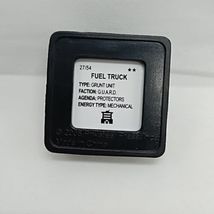 27/54 ★★
FUEL TRUCK
TYPE: GRUNT UNIT
FACTION: G.U.A.R.D.
AGENDA: PROTECTORS
ENERGY TYPE: MECHANICAL